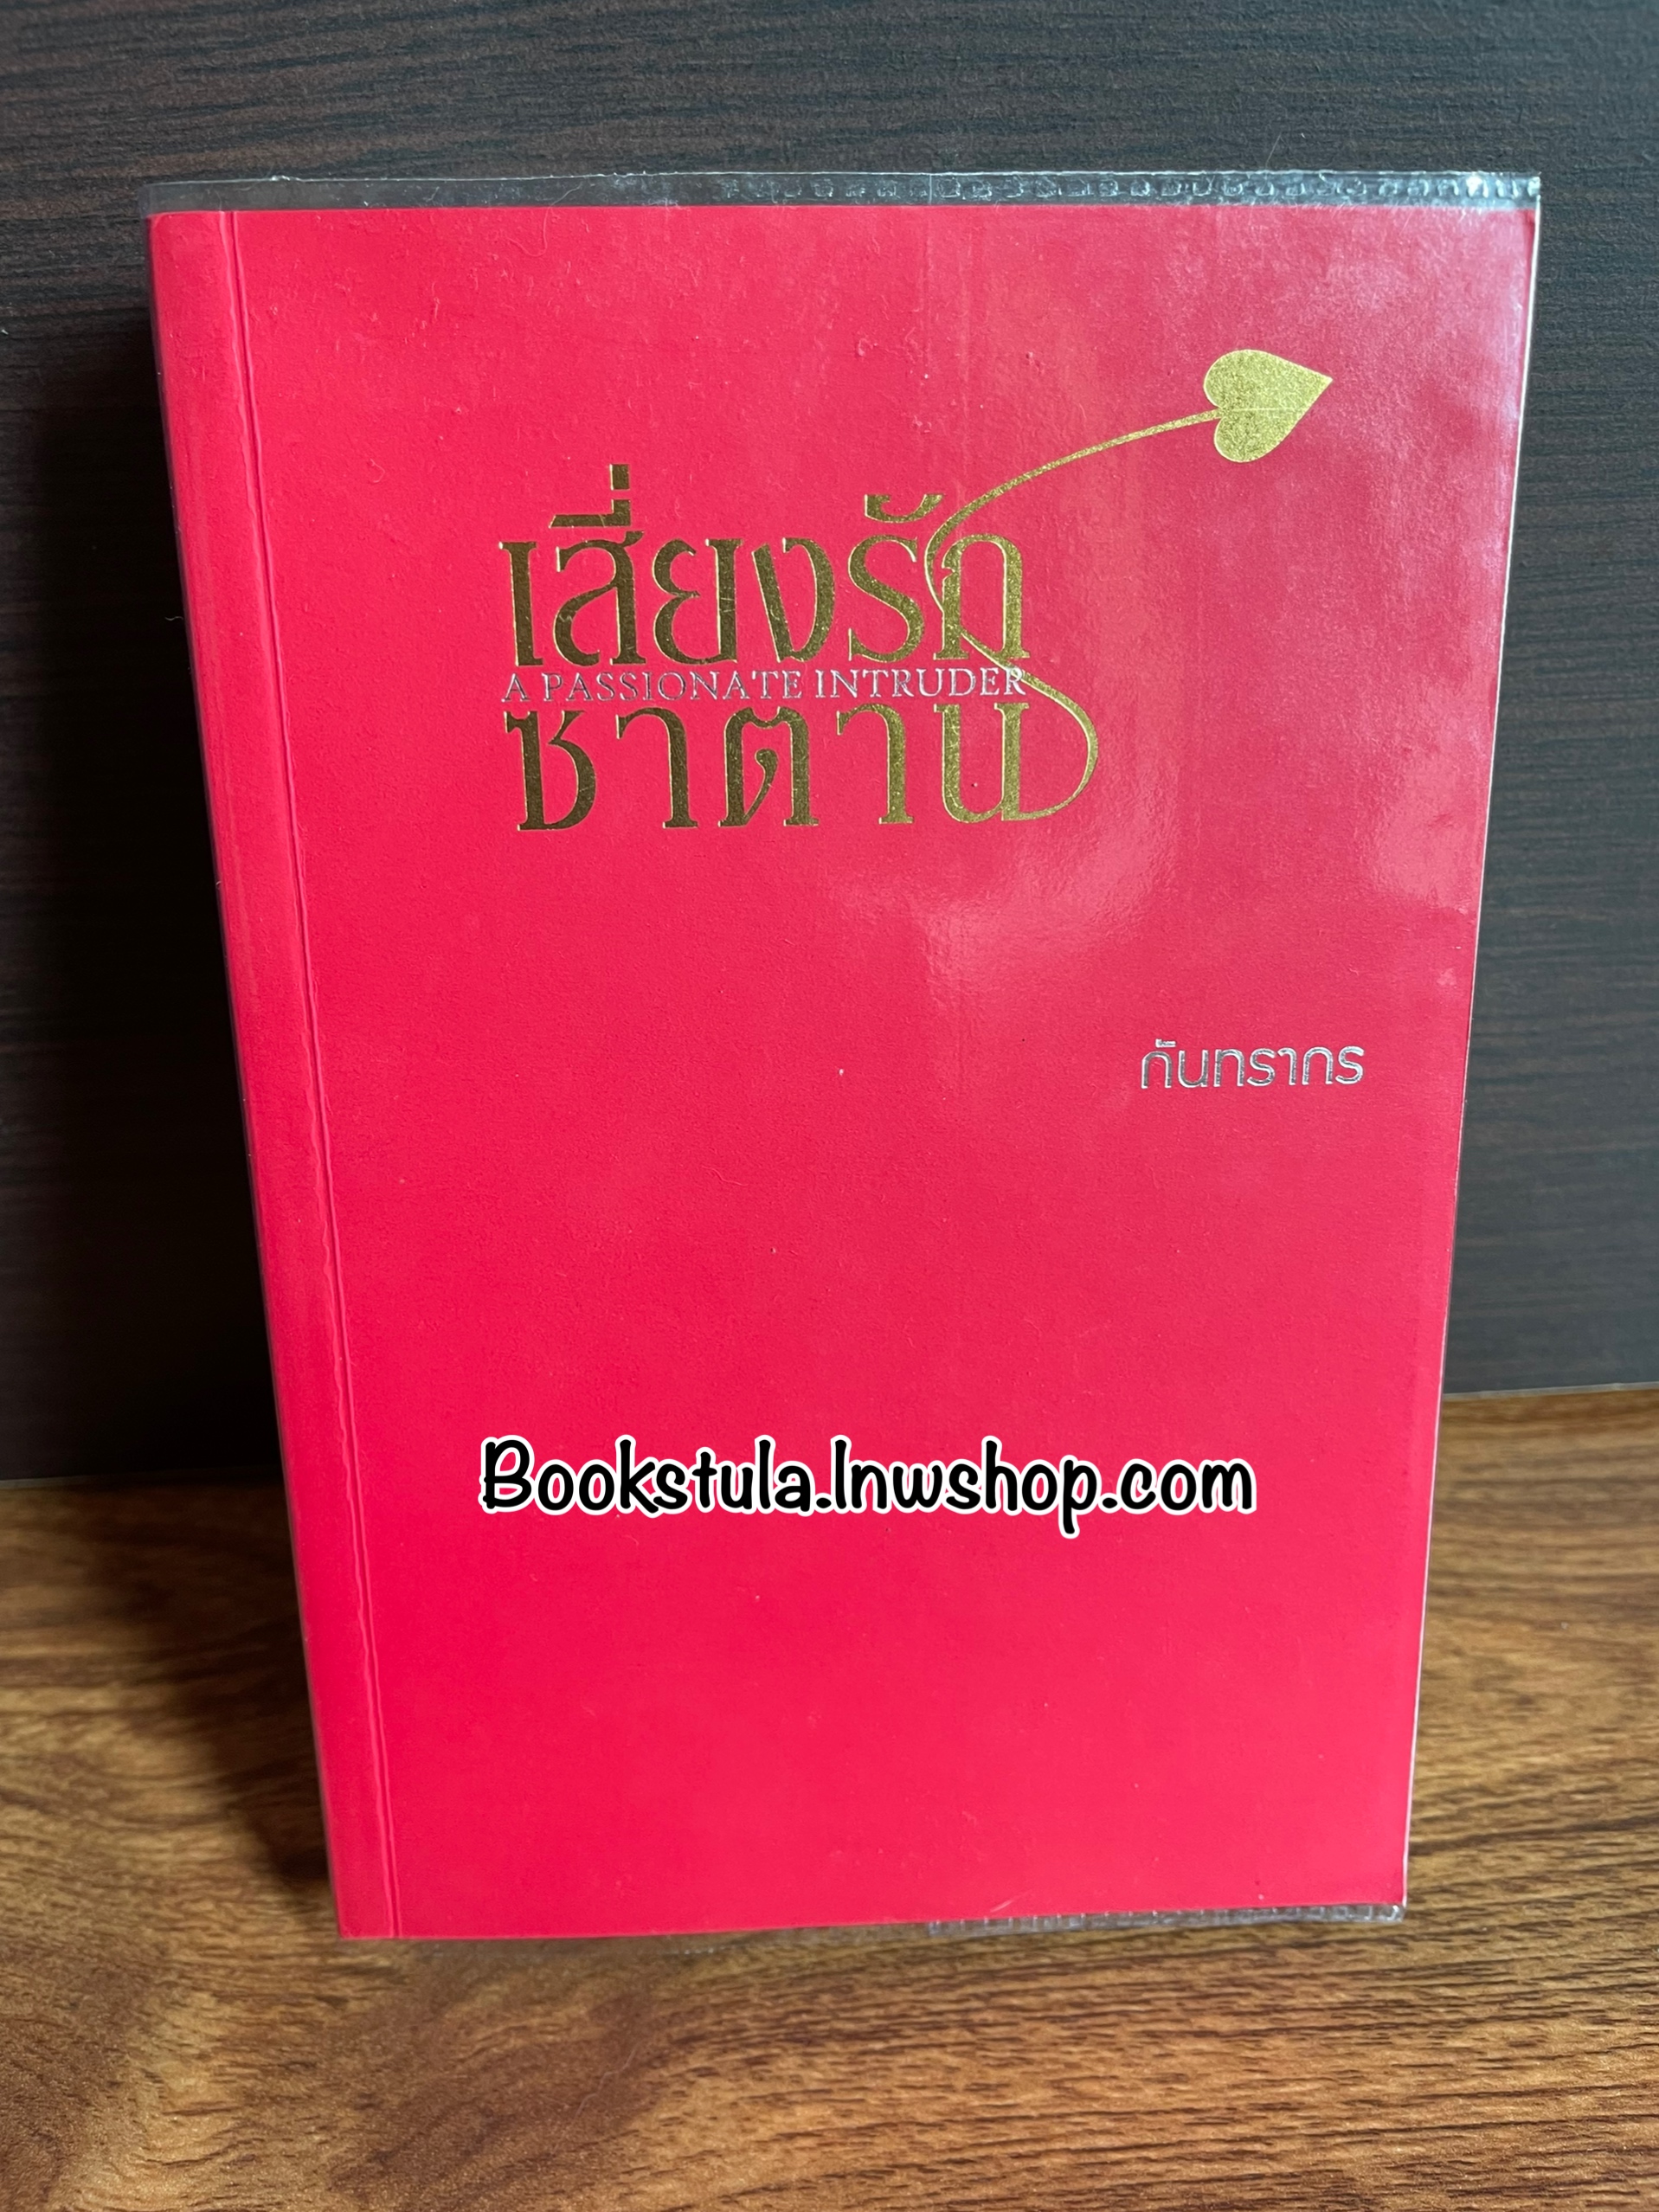 เสี่ยงรัก
A PASSIONATE INTRUDER
ซาตาน
กันทรากร
Bookstula.lnwshop.com